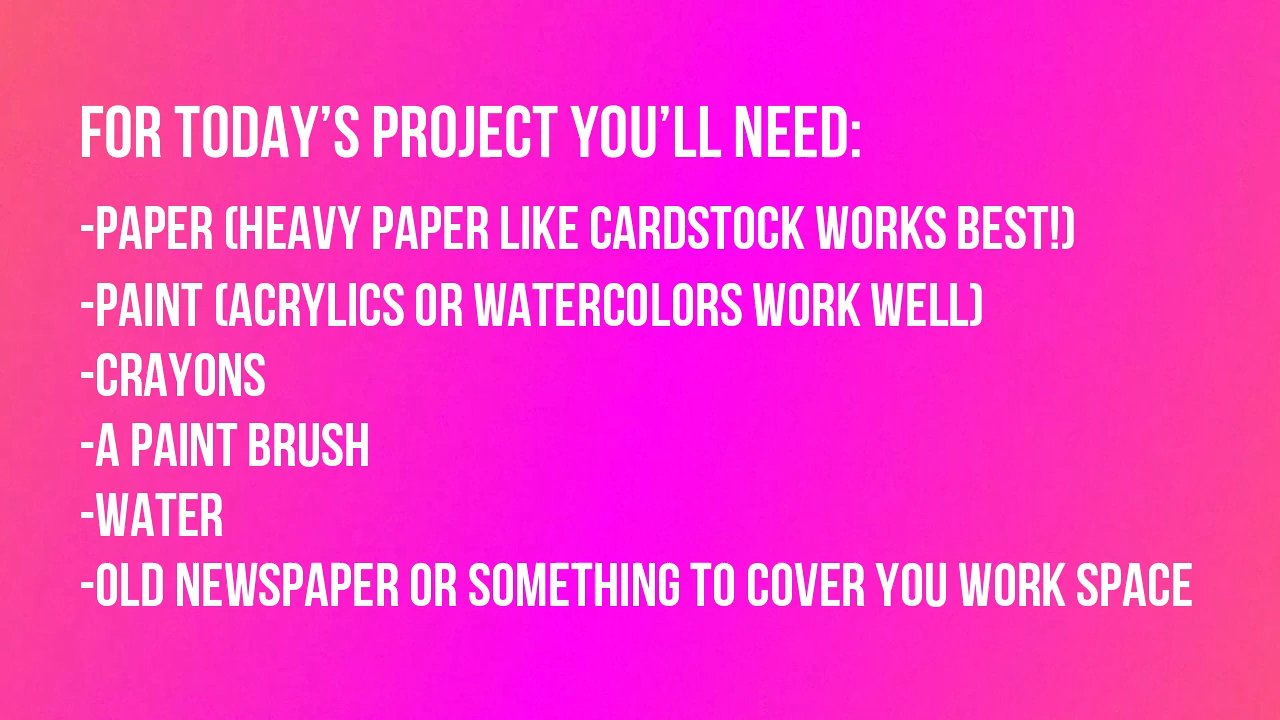 FOR TODAY’S PROJECT YOU’LL NEED:
-PAPER (HEAVY PAPER LIKE CARDSTOCK WORKS BEST!)
-PAINT (ACRYLICS OR WATERCOLORS WORK WELL)
-CRAYONS
-A PAINT BRUSH
-WATER
-OLD NEWSPAPER OR SOMETHING TO COVER YOU WORK SPACE